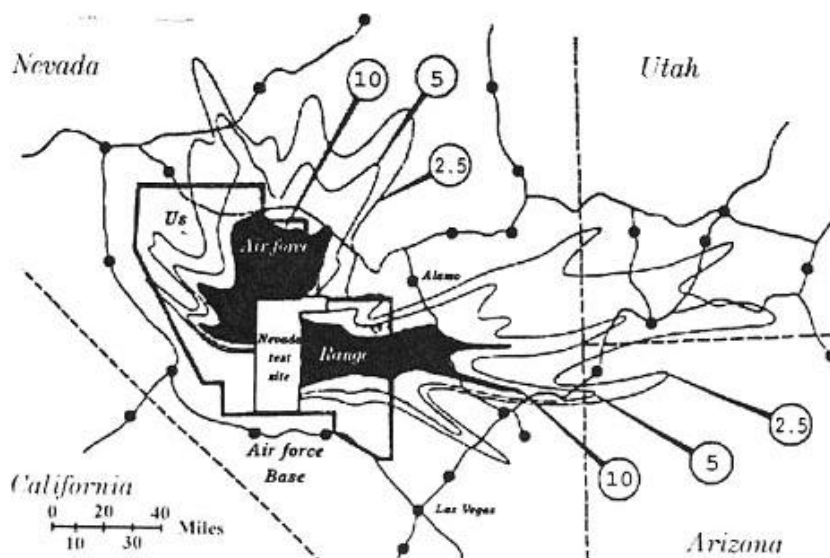 Nevada
10
5
Utah
2.5
Us
Air force
Alamo
Nevada
test
site
Range
2.5
5
10
Air force
Base
California
0 20 40
Miles
10 30
Las Vegas
Arizona